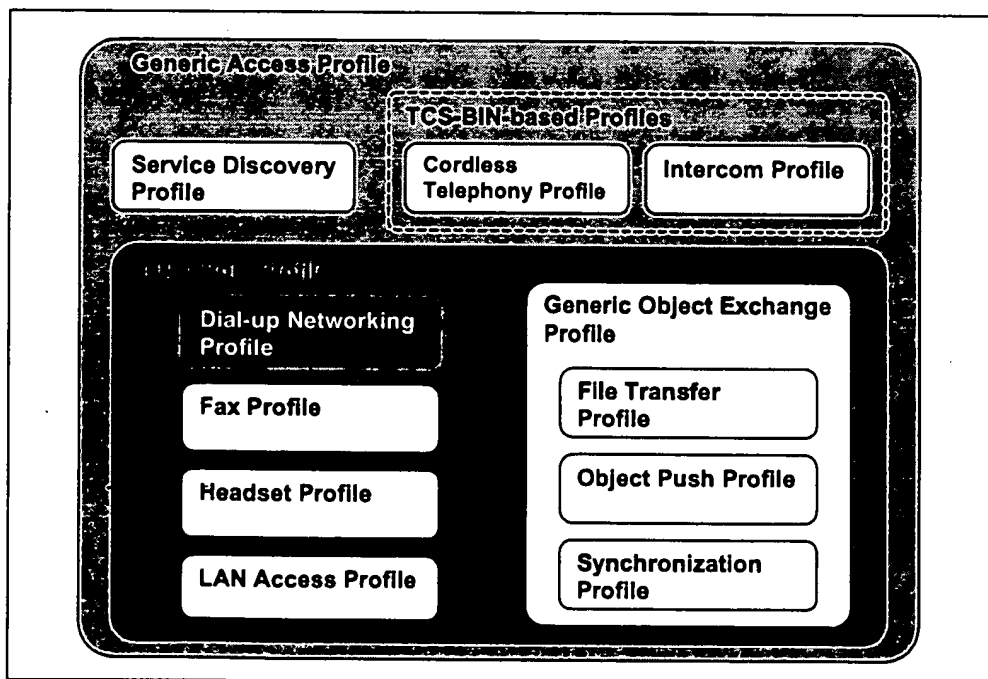 Generic Access Profile
TCS-BIN-based Profiles
Service Discovery
Profile
Cordless
Telephony Profile
Intercom Profile
Profile
Dial-up Networking
Profile
Fax Profile
Headset Profile
LAN Access Profile
Generic Object Exchange
Profile
File Transfer
Profile
Object Push Profile
Synchronization
Profile